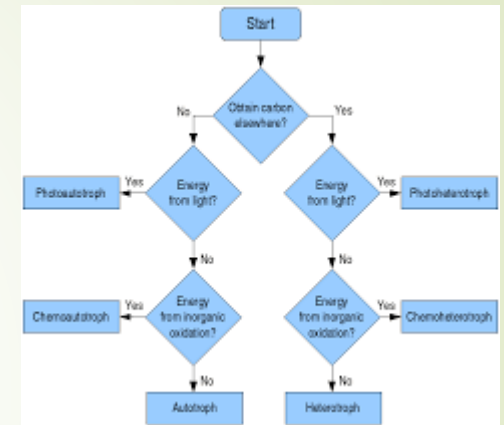 Start
Obtain carbon
elsewhere?
No
Yes
Energy
from light?
Yes
Photoautotroph
Energy
from light?
Yes
Photoheterotroph
No
No
Energy
from inorganic
oxidation?
Yes
Chemoautotroph
Energy
from inorganic
oxidation?
Yes
Chemoheterotroph
No
No
Autotroph
Heterotroph